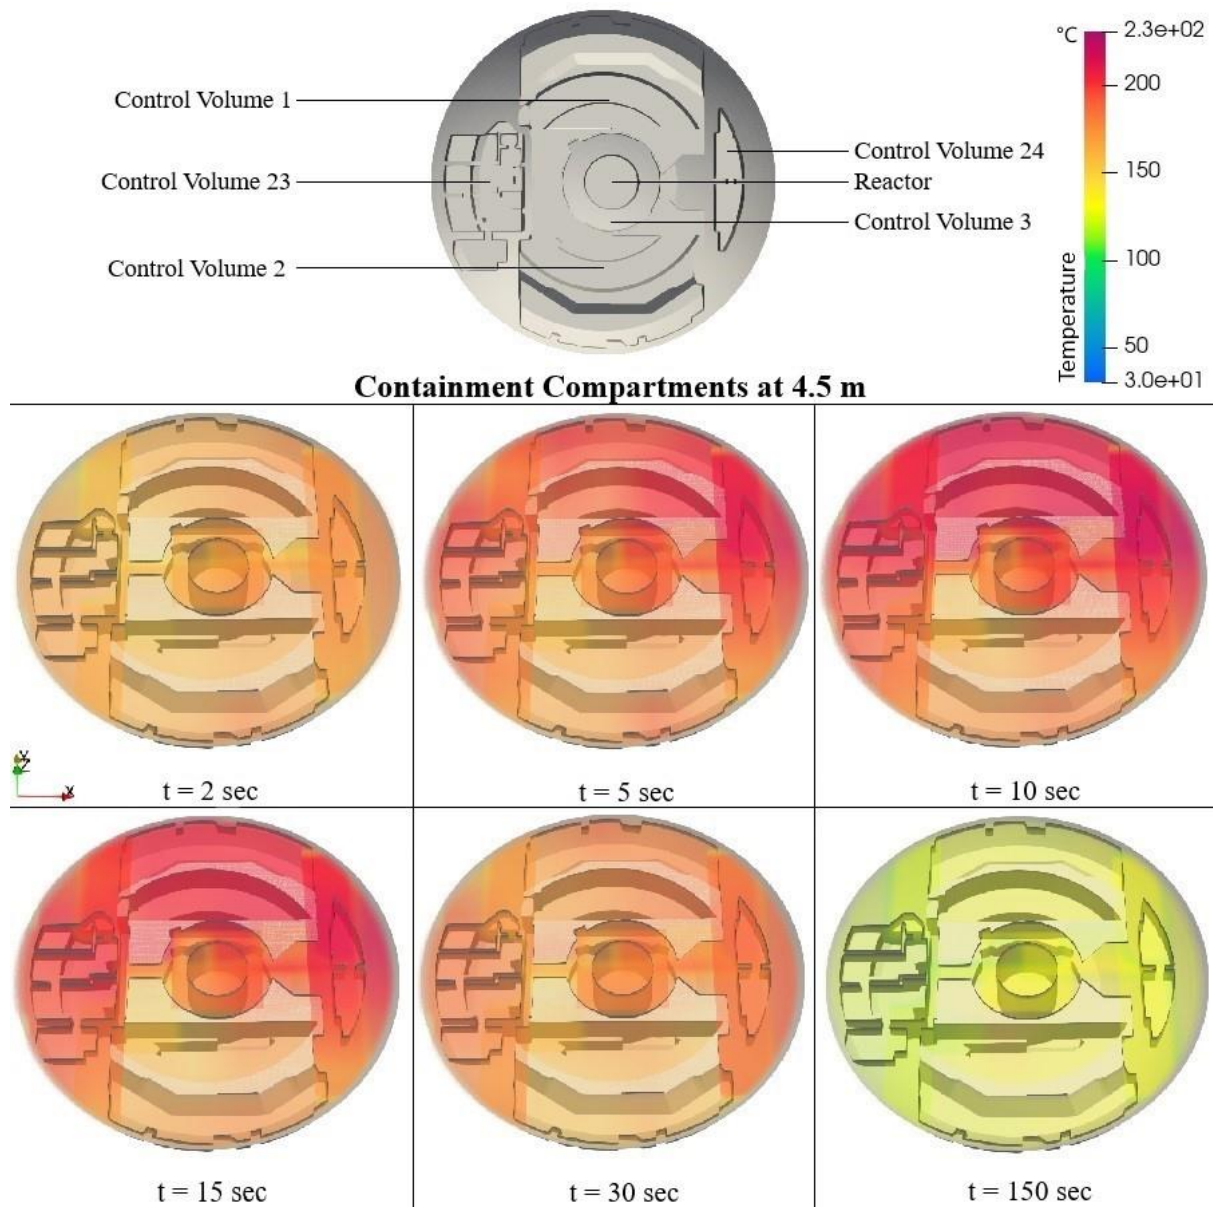 °C
2.3e+02
200
150
100
50
3.0e+01
Temperature
Control Volume 1
Control Volume 23
Control Volume 2
Control Volume 24
Reactor
Control Volume 3
Containment Compartments at 4.5 m
Y
Z
X
t = 2 sec
t = 5 sec
t = 10 sec
t = 15 sec
t = 30 sec
t = 150 sec